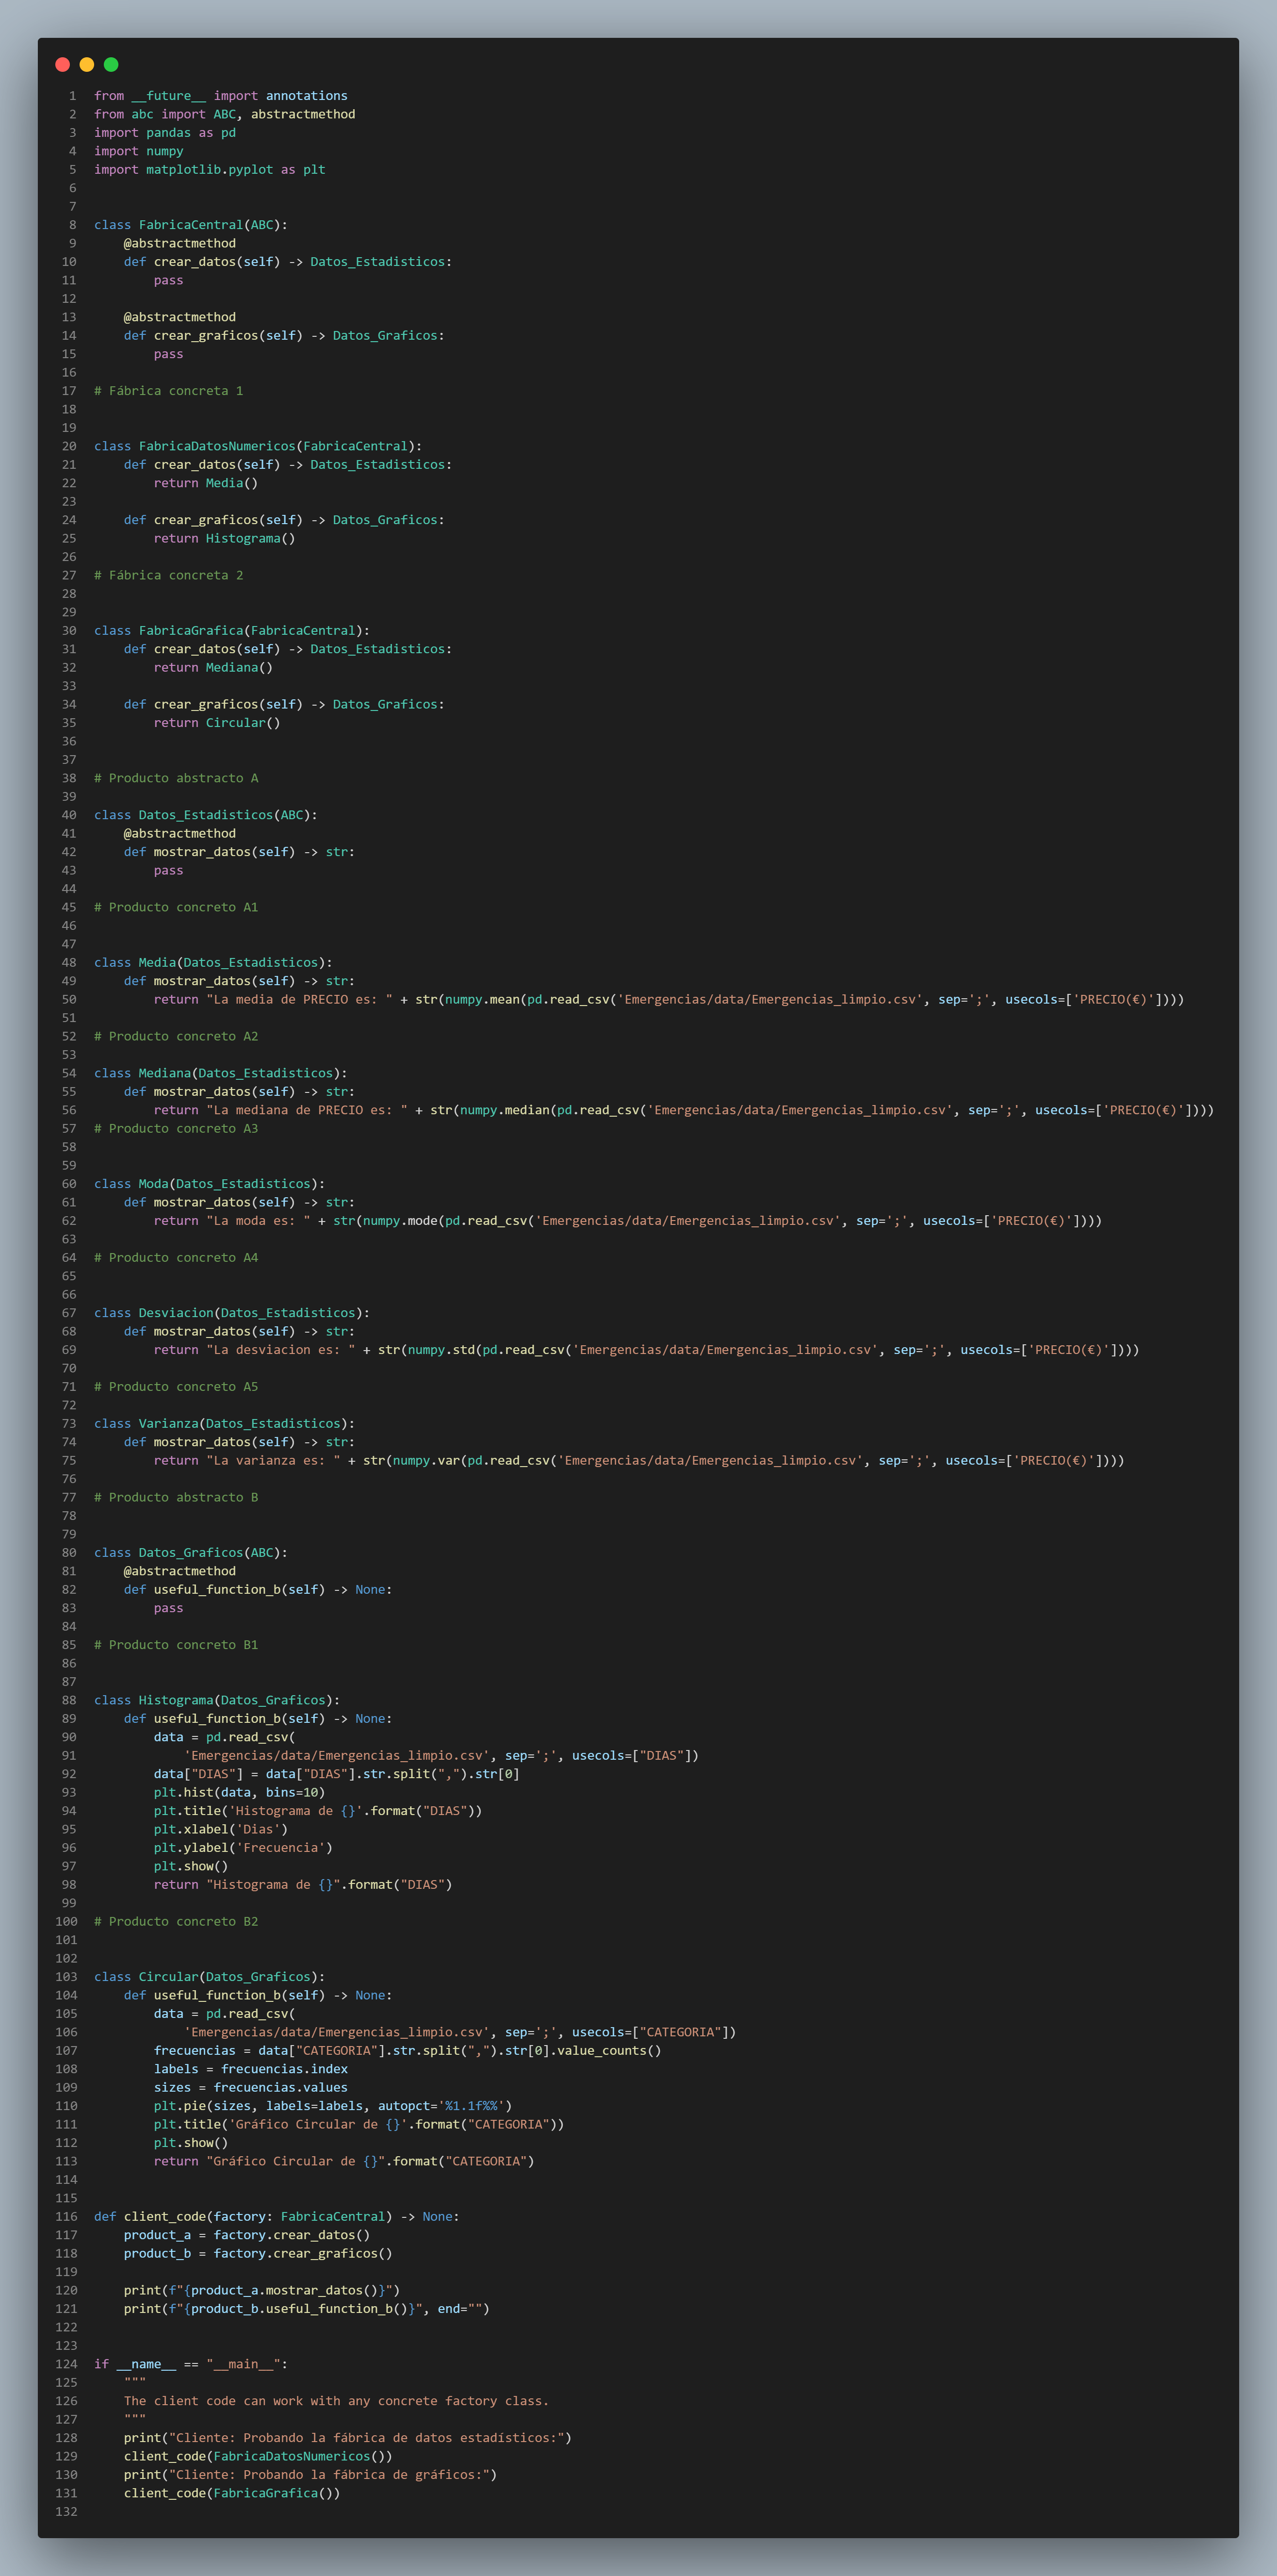 1 from __future__ import annotations
2 from abc import ABC, abstractmethod
3 import pandas as pd
4 import numpy
5 import matplotlib.pyplot as plt
6
7
8 class FabricaCentral(ABC):
9     @abstractmethod
10     def crear_datos(self) -> Datos_Estadisticos:
11         pass
12
13     @abstractmethod
14     def crear_graficos(self) -> Datos_Graficos:
15         pass
16
17 # Fábrica concreta 1
18
19
20 class FabricaDatosNumericos(FabricaCentral):
21     def crear_datos(self) -> Datos_Estadisticos:
22         return Media()
23
24     def crear_graficos(self) -> Datos_Graficos:
25         return Histograma()
26
27 # Fábrica concreta 2
28
29
30 class FabricaGrafica(FabricaCentral):
31     def crear_datos(self) -> Datos_Estadisticos:
32         return Mediana()
33
34     def crear_graficos(self) -> Datos_Graficos:
35         return Circular()
36
37
38 # Producto abstracto A
39
40 class Datos_Estadisticos(ABC):
41     @abstractmethod
42     def mostrar_datos(self) -> str:
43         pass
44
45 # Producto concreto A1
46
47
48 class Media(Datos_Estadisticos):
49     def mostrar_datos(self) -> str:
50         return "La media de PRECIO es: " + str(numpy.mean(pd.read_csv('Emergencias/data/Emergencias_limpio.csv', sep=';', usecols=['PRECIO(€)'])))
51
52 # Producto concreto A2
53
54 class Mediana(Datos_Estadisticos):
55     def mostrar_datos(self) -> str:
56         return "La mediana de PRECIO es: " + str(numpy.median(pd.read_csv('Emergencias/data/Emergencias_limpio.csv', sep=';', usecols=['PRECIO(€)'])))
57 # Producto concreto A3
58
59
60 class Moda(Datos_Estadisticos):
61     def mostrar_datos(self) -> str:
62         return "La moda es: " + str(numpy.mode(pd.read_csv('Emergencias/data/Emergencias_limpio.csv', sep=';', usecols=['PRECIO(€)'])))
63
64 # Producto concreto A4
65
66
67 class Desviacion(Datos_Estadisticos):
68     def mostrar_datos(self) -> str:
69         return "La desviacion es: " + str(numpy.std(pd.read_csv('Emergencias/data/Emergencias_limpio.csv', sep=';', usecols=['PRECIO(€)'])))
70
71 # Producto concreto A5
72
73 class Varianza(Datos_Estadisticos):
74     def mostrar_datos(self) -> str:
75         return "La varianza es: " + str(numpy.var(pd.read_csv('Emergencias/data/Emergencias_limpio.csv', sep=';', usecols=['PRECIO(€)'])))
76
77 # Producto abstracto B
78
79
80 class Datos_Graficos(ABC):
81     @abstractmethod
82     def useful_function_b(self) -> None:
83         pass
84
85 # Producto concreto B1
86
87
88 class Histograma(Datos_Graficos):
89     def useful_function_b(self) -> None:
90         data = pd.read_csv(
91             'Emergencias/data/Emergencias_limpio.csv', sep=';', usecols=["DIAS"])
92         data["DIAS"] = data["DIAS"].str.split(",").str[0]
93         plt.hist(data, bins=10)
94         plt.title('Histograma de {}'.format("DIAS"))
95         plt.xlabel('Dias')
96         plt.ylabel('Frecuencia')
97         plt.show()
98         return "Histograma de {}".format("DIAS")
99
100 # Producto concreto B2
101
102
103 class Circular(Datos_Graficos):
104     def useful_function_b(self) -> None:
105         data = pd.read_csv(
106             'Emergencias/data/Emergencias_limpio.csv', sep=';', usecols=["CATEGORIA"])
107         frecuencias = data["CATEGORIA"].str.split(",").str[0].value_counts()
108         labels = frecuencias.index
109         sizes = frecuencias.values
110         plt.pie(sizes, labels=labels, autopct='%1.1f%%')
111         plt.title('Gráfico Circular de {}'.format("CATEGORIA"))
112         plt.show()
113         return "Gráfico Circular de {}".format("CATEGORIA")
114
115
116 def client_code(factory: FabricaCentral) -> None:
117     product_a = factory.crear_datos()
118     product_b = factory.crear_graficos()
119
120     print(f"{product_a.mostrar_datos()}")
121     print(f"{product_b.useful_function_b()}", end="")
122
123
124 if __name__ == "__main__":
125     """
126     The client code can work with any concrete factory class.
127     """
128     print("Cliente: Probando la fábrica de datos estadísticos:")
129     client_code(FabricaDatosNumericos())
130     print("Cliente: Probando la fábrica de gráficos:")
131     client_code(FabricaGrafica())
132